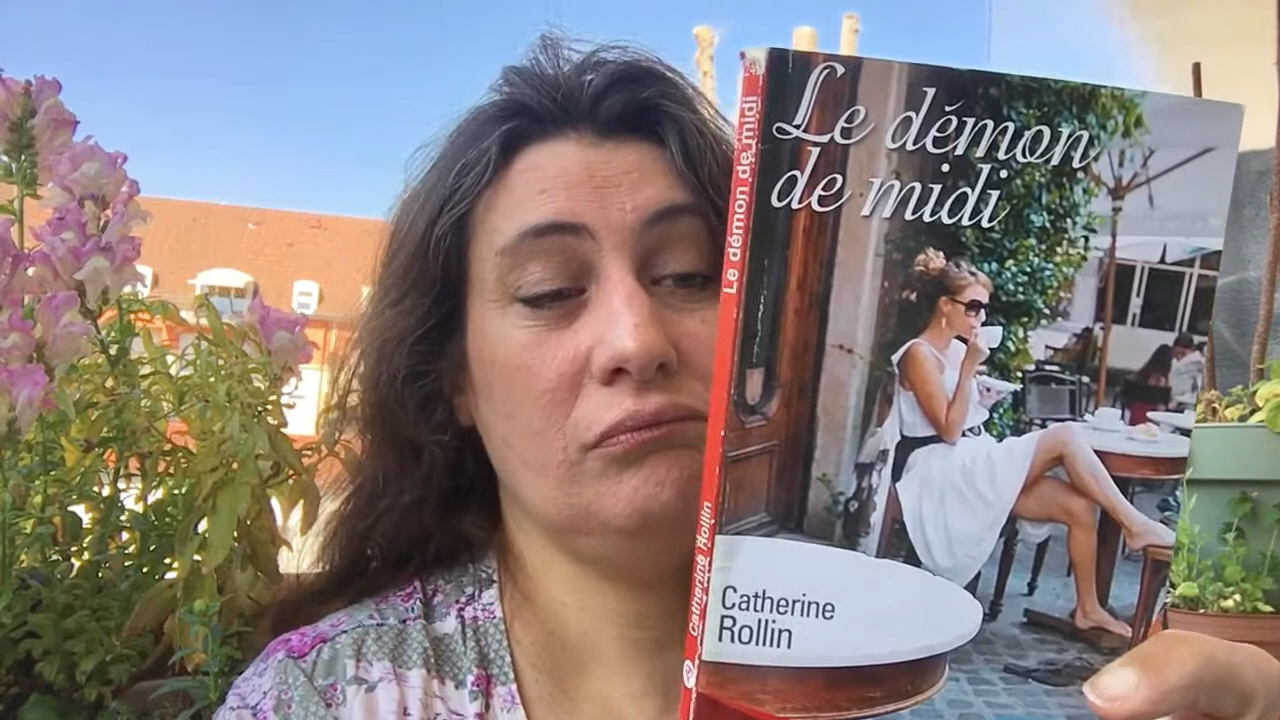 Le démon
de midi
Le démon de midi
Catherine Rollin
Catherine
Rollin